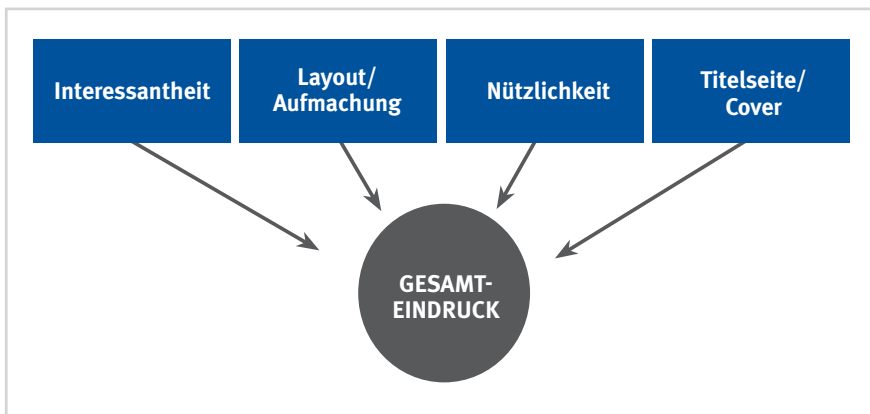 Interessantheit
Layout/
Aufmachung
Nützlichkeit
Titelseite/
Cover
GESAMT-
EINDRUCK